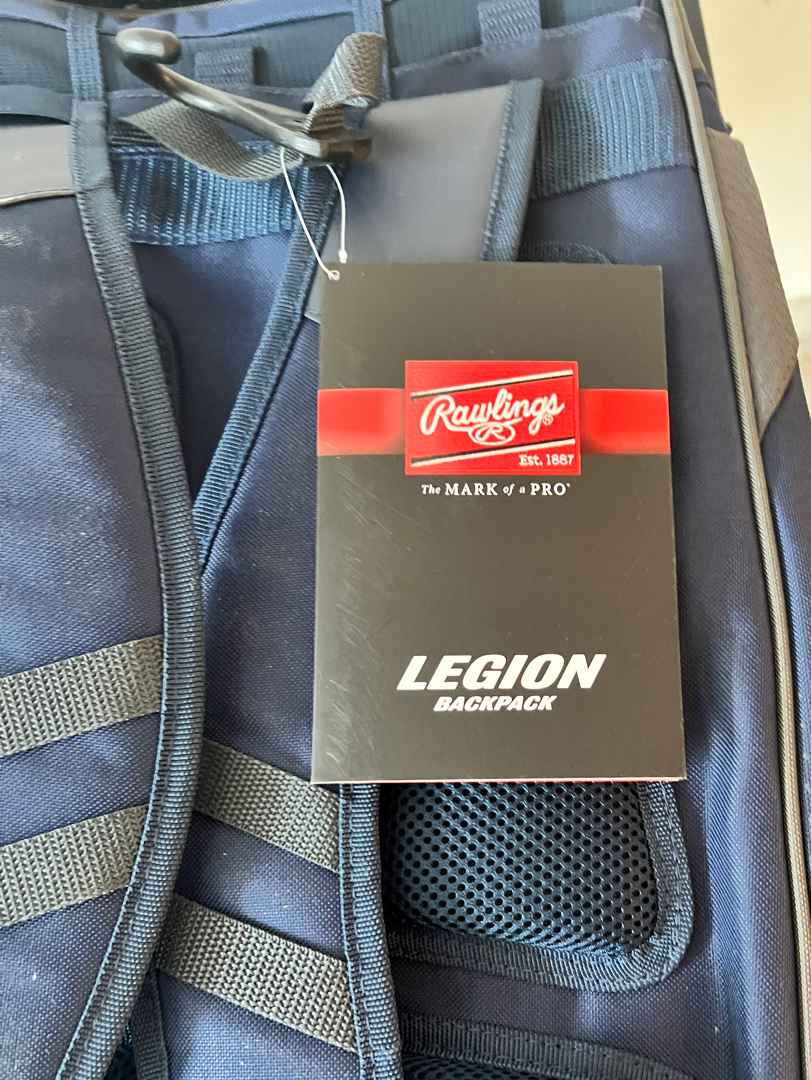 Rawlings®
R
Est. 1887
The MARK of a PRO®
LEGION
BACKPACK